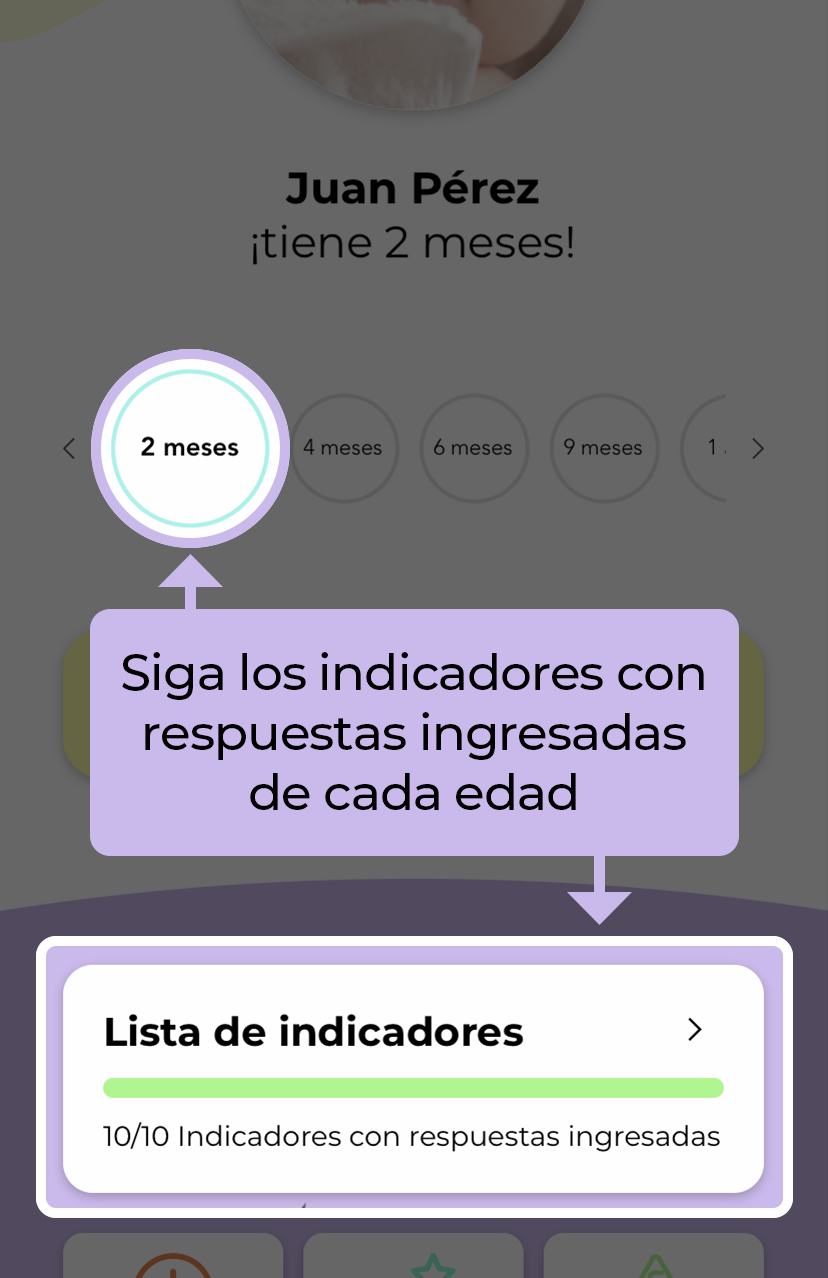 Juan Pérez
¡tiene 2 meses!
2 meses
4 meses
6 meses
9 meses
1
Siga los indicadores con
respuestas ingresadas
de cada edad
Lista de indicadores
10/10 Indicadores con respuestas ingresadas